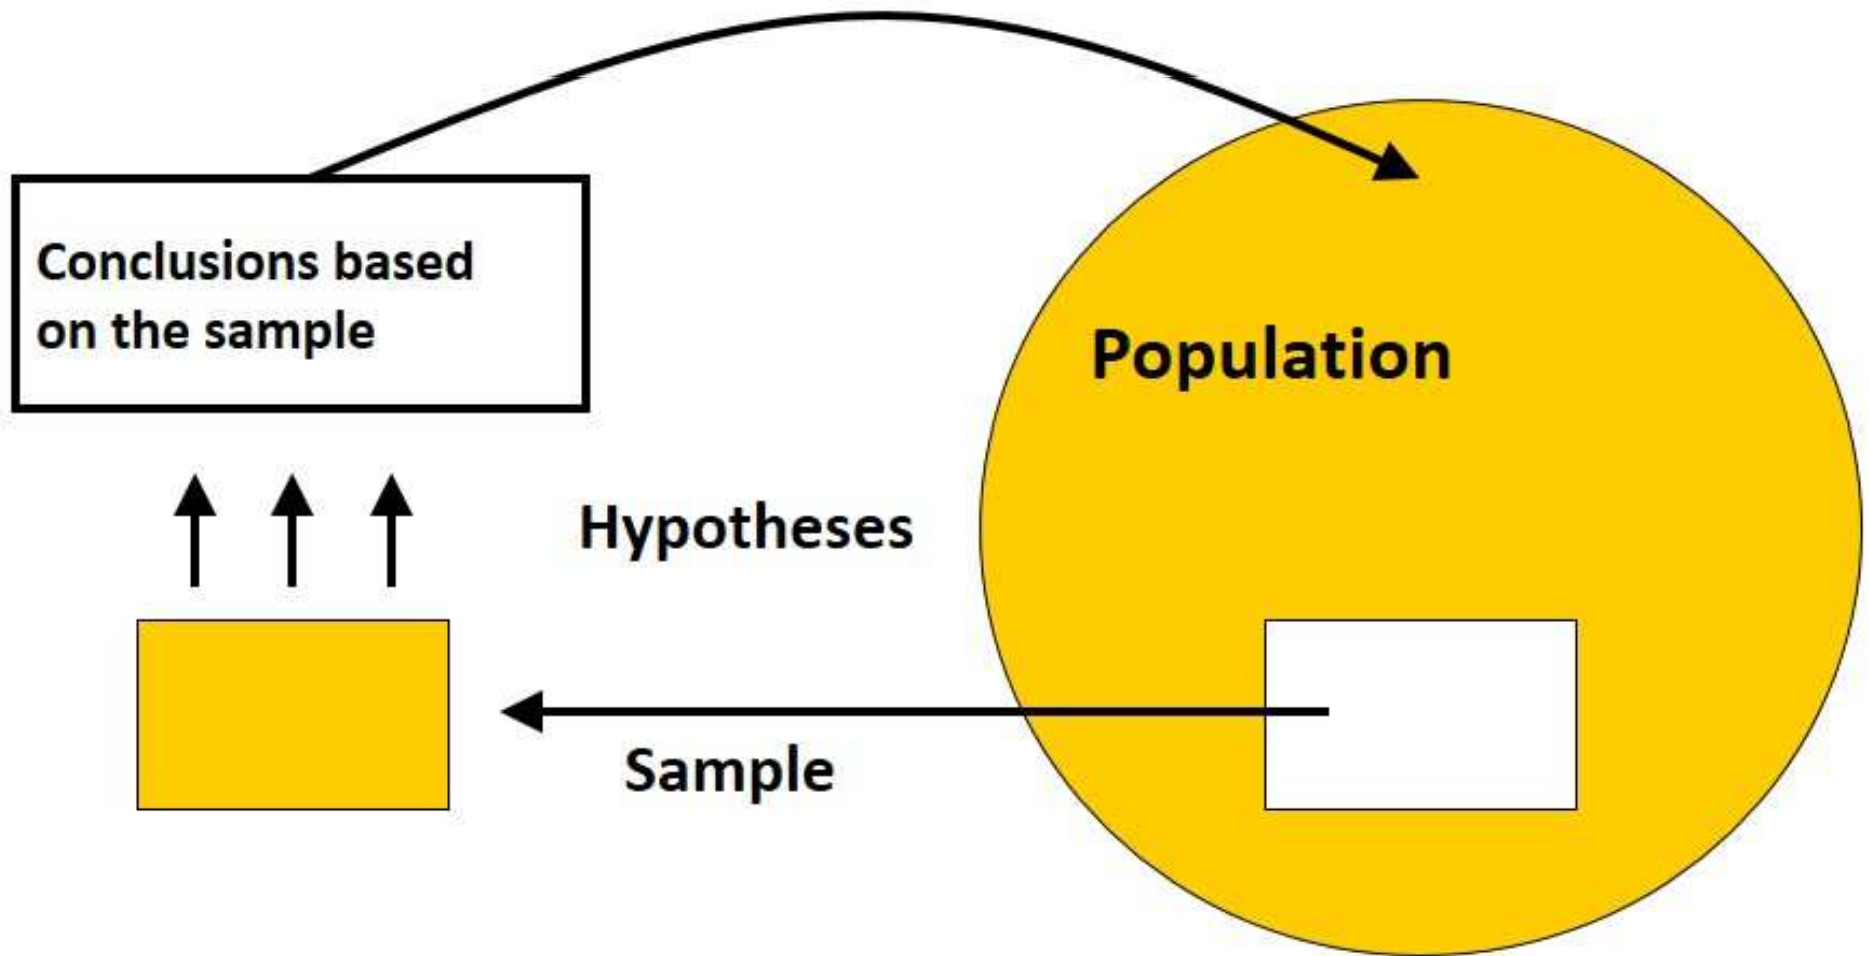 Conclusions based
on the sample
Population
Hypotheses
Sample